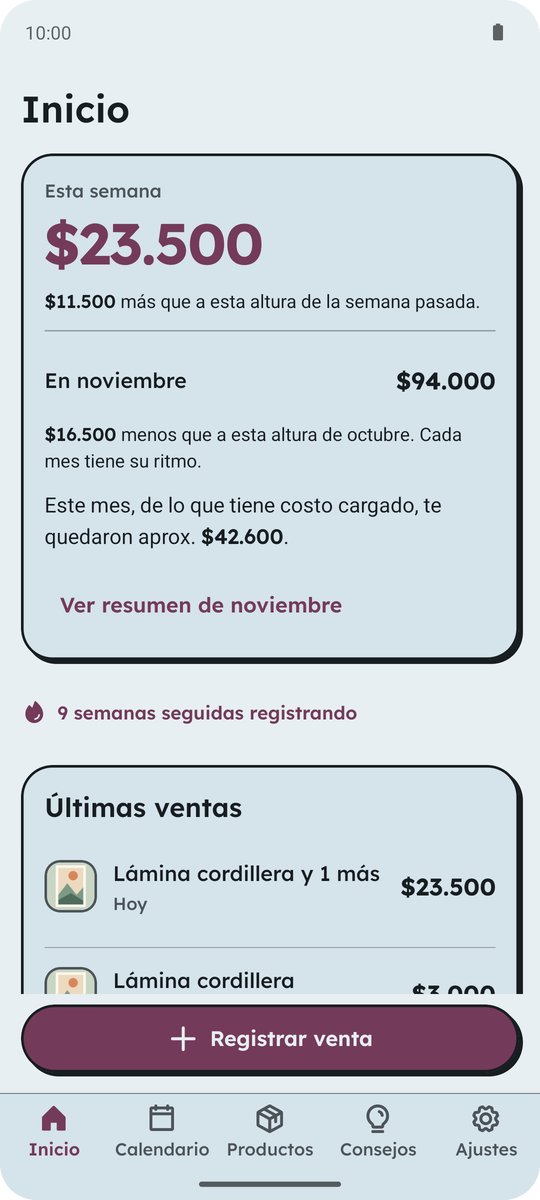 10:00
Inicio
Esta semana
$23.500
$11.500 más que a esta altura de la semana pasada.
En noviembre
$94.000
$16.500 menos que a esta altura de octubre. Cada
mes tiene su ritmo.
Este mes, de lo que tiene costo cargado, te
quedaron aprox. $42.600.
Ver resumen de noviembre
9 semanas seguidas registrando
Últimas ventas
Lámina cordillera y 1 más
$23.500
Hoy
Lámina cordillera
$3.000
Registrar venta
Inicio
Calendario
Productos
Consejos
Ajustes